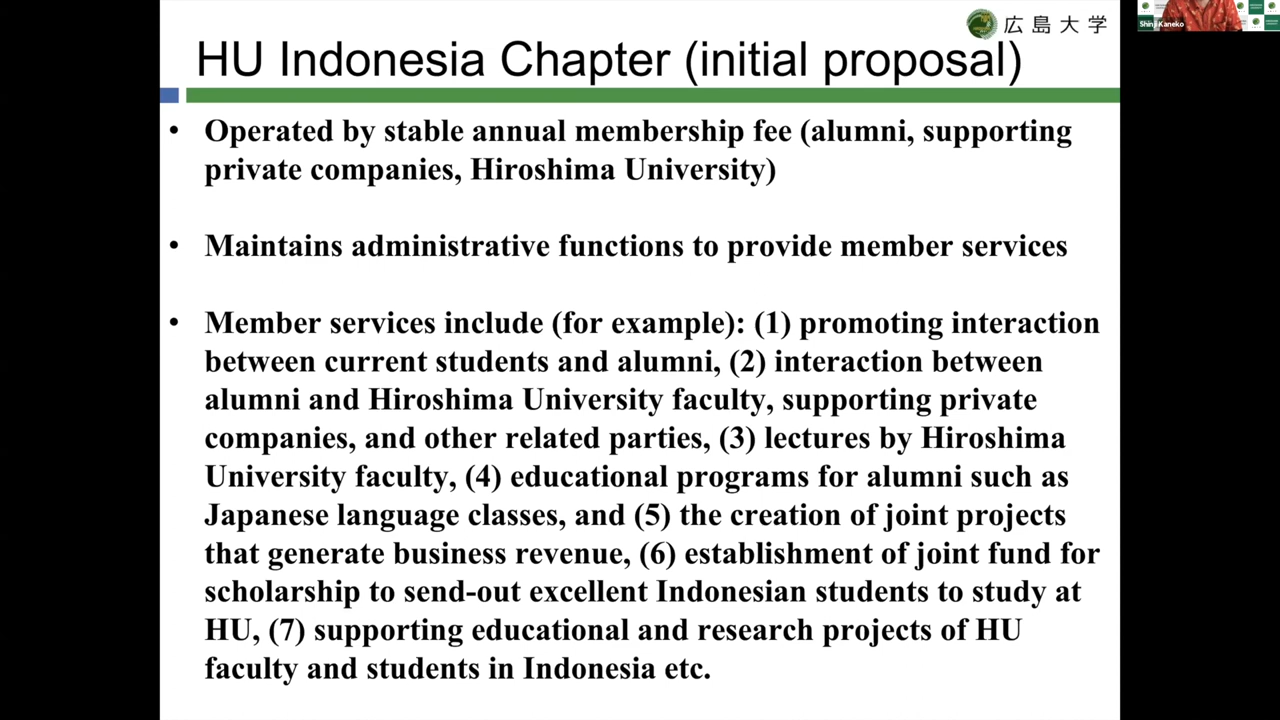 広島大学
Shinji Kaneko
HU Indonesia Chapter (initial proposal)
• Operated by stable annual membership fee (alumni, supporting
private companies, Hiroshima University)
• Maintains administrative functions to provide member services
• Member services include (for example): (1) promoting interaction
between current students and alumni, (2) interaction between
alumni and Hiroshima University faculty, supporting private
companies, and other related parties, (3) lectures by Hiroshima
University faculty, (4) educational programs for alumni such as
Japanese language classes, and (5) the creation of joint projects
that generate business revenue, (6) establishment of joint fund for
scholarship to send-out excellent Indonesian students to study at
HU, (7) supporting educational and research projects of HU
faculty and students in Indonesia etc.